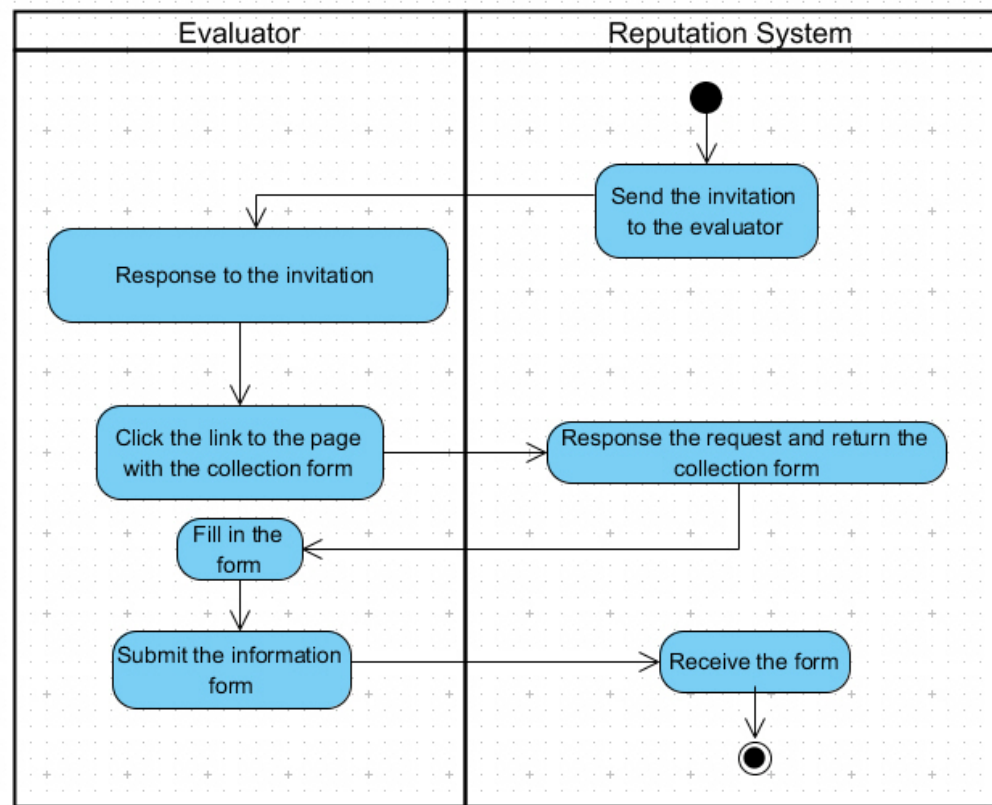 Evaluator
Reputation System
Send the invitation
to the evaluator
Response to the invitation
Click the link to the page
with the collection form
Response the request and return the
collection form
Fill in the
form
Submit the information
form
Receive the form